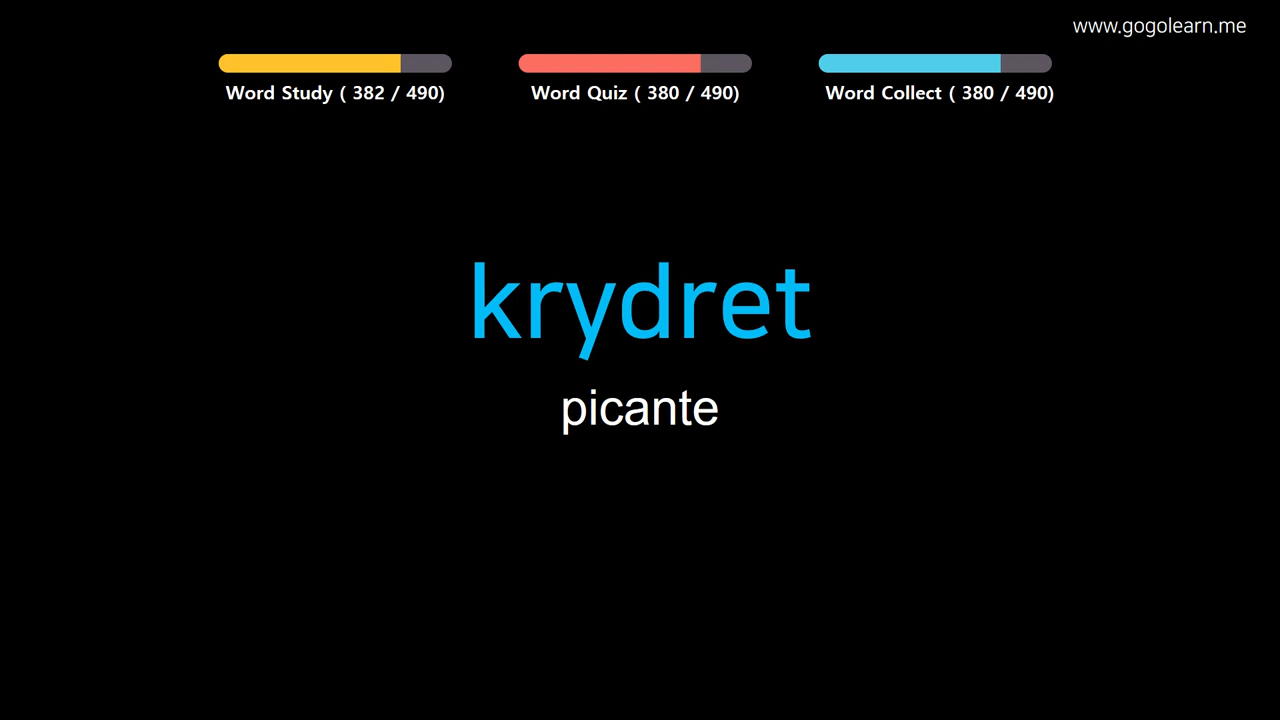 www.gogolearn.me
Word Study ( 382 / 490)
Word Quiz ( 380 / 490)
Word Collect ( 380 / 490)
krydret
picante